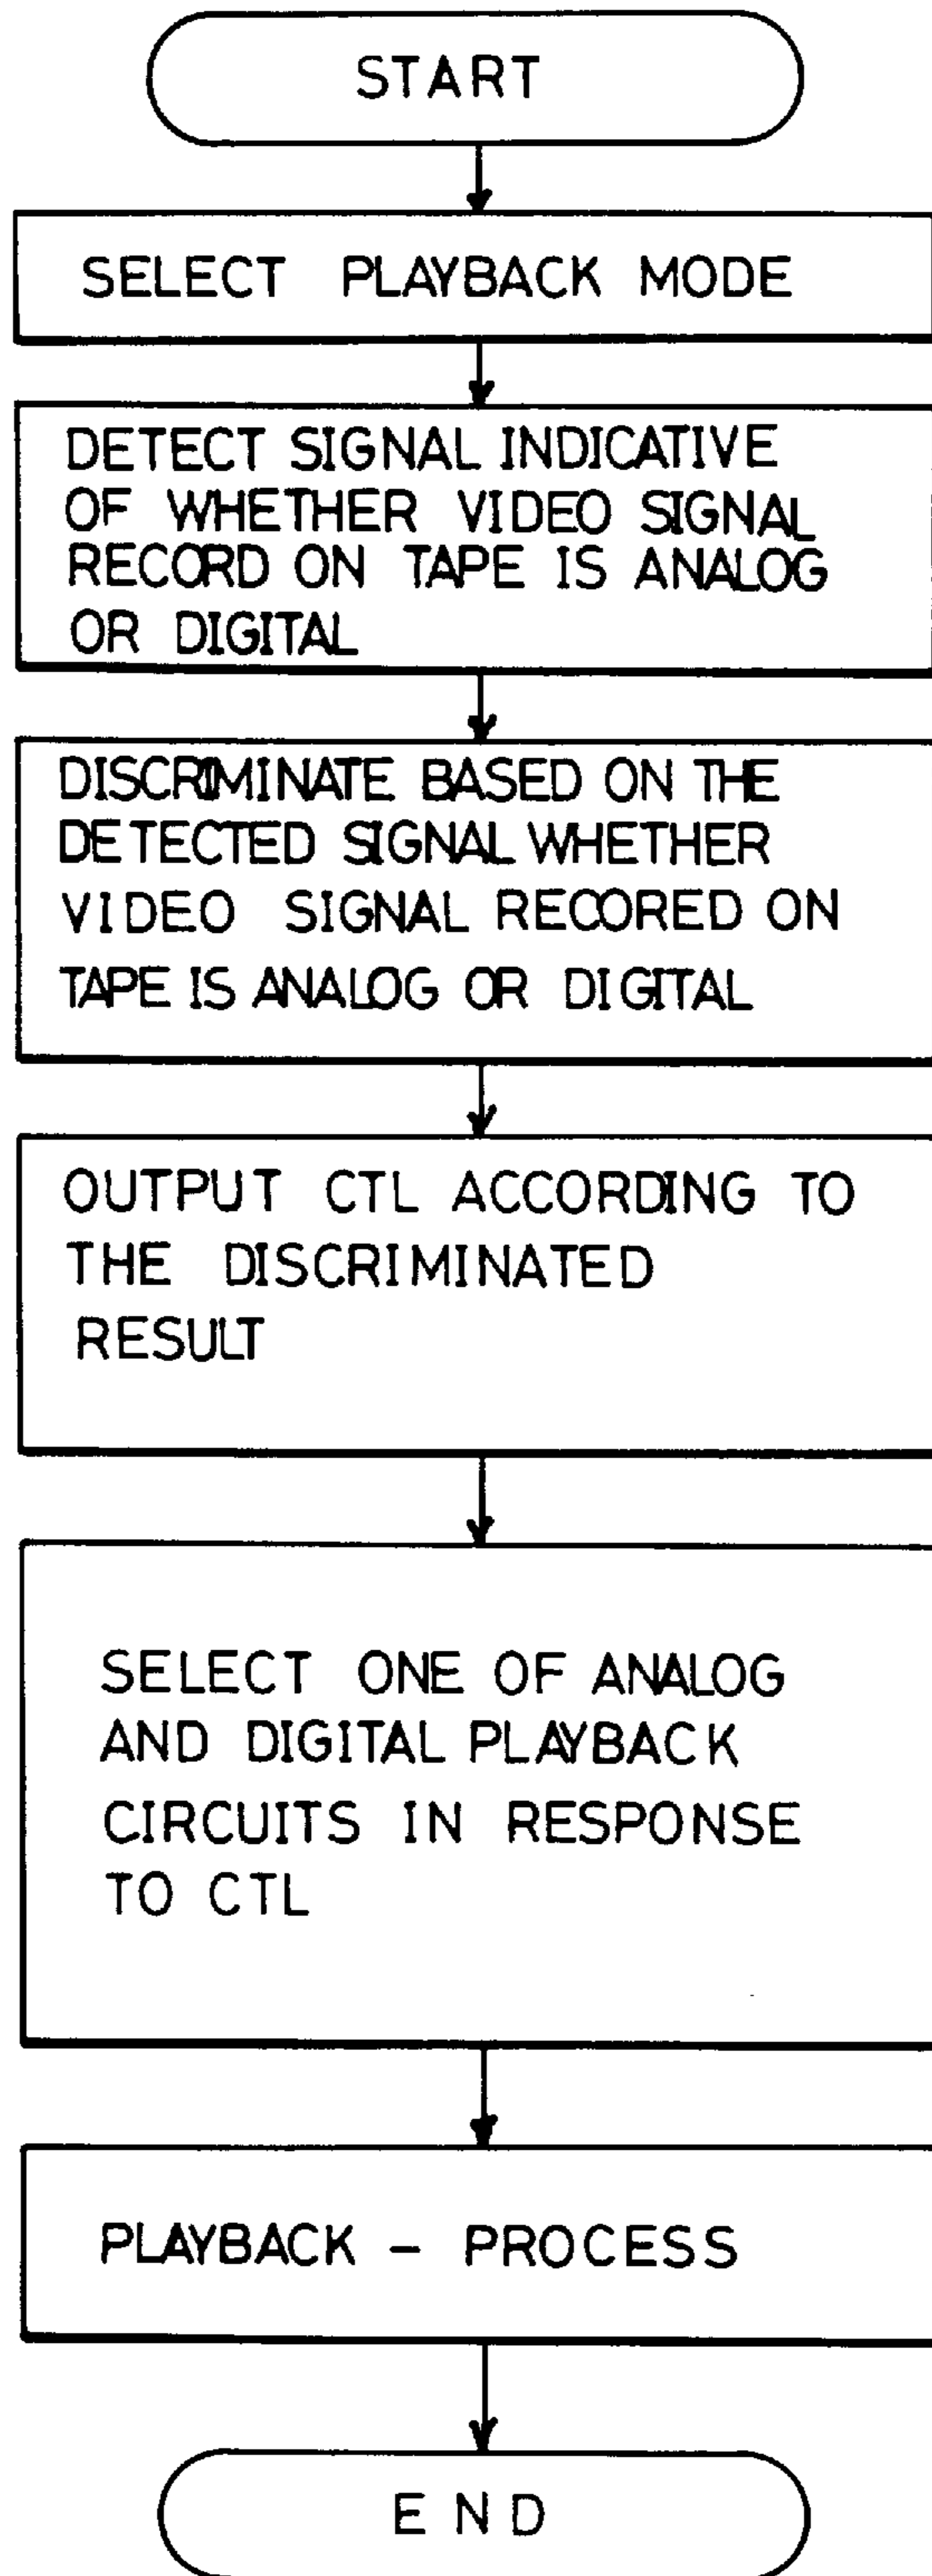 START
SELECT PLAYBACK MODE
DETECT SIGNAL INDICATIVE
OF WHETHER VIDEO SIGNAL
RECORD ON TAPE IS ANALOG
OR DIGITAL
DISCRIMINATE BASED ON THE
DETECTED SIGNAL WHETHER
VIDEO SIGNAL RECORED ON
TAPE IS ANALOG OR DIGITAL
OUTPUT CTL ACCORDING TO
THE DISCRIMINATED
RESULT
SELECT ONE OF ANALOG
AND DIGITAL PLAYBACK
CIRCUITS IN RESPONSE
TO CTL
PLAYBACK - PROCESS
END